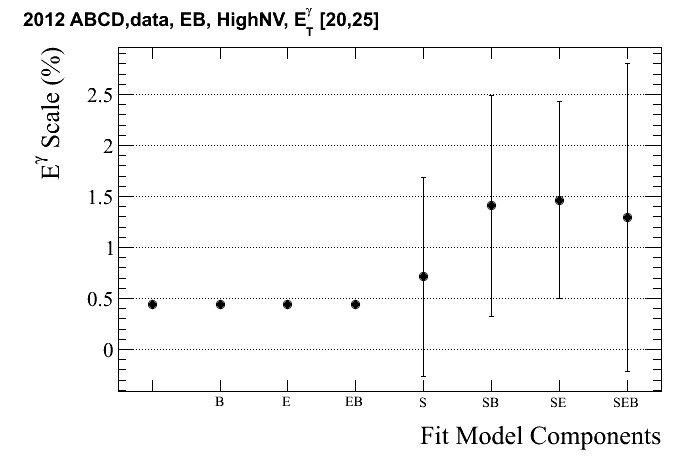 2012 ABCD,data, EB, HighNV, E_T^γ [20,25]
E^γ Scale (%)
2.5
2
1.5
1
0.5
0
B E EB S SB SE SEB
Fit Model Components